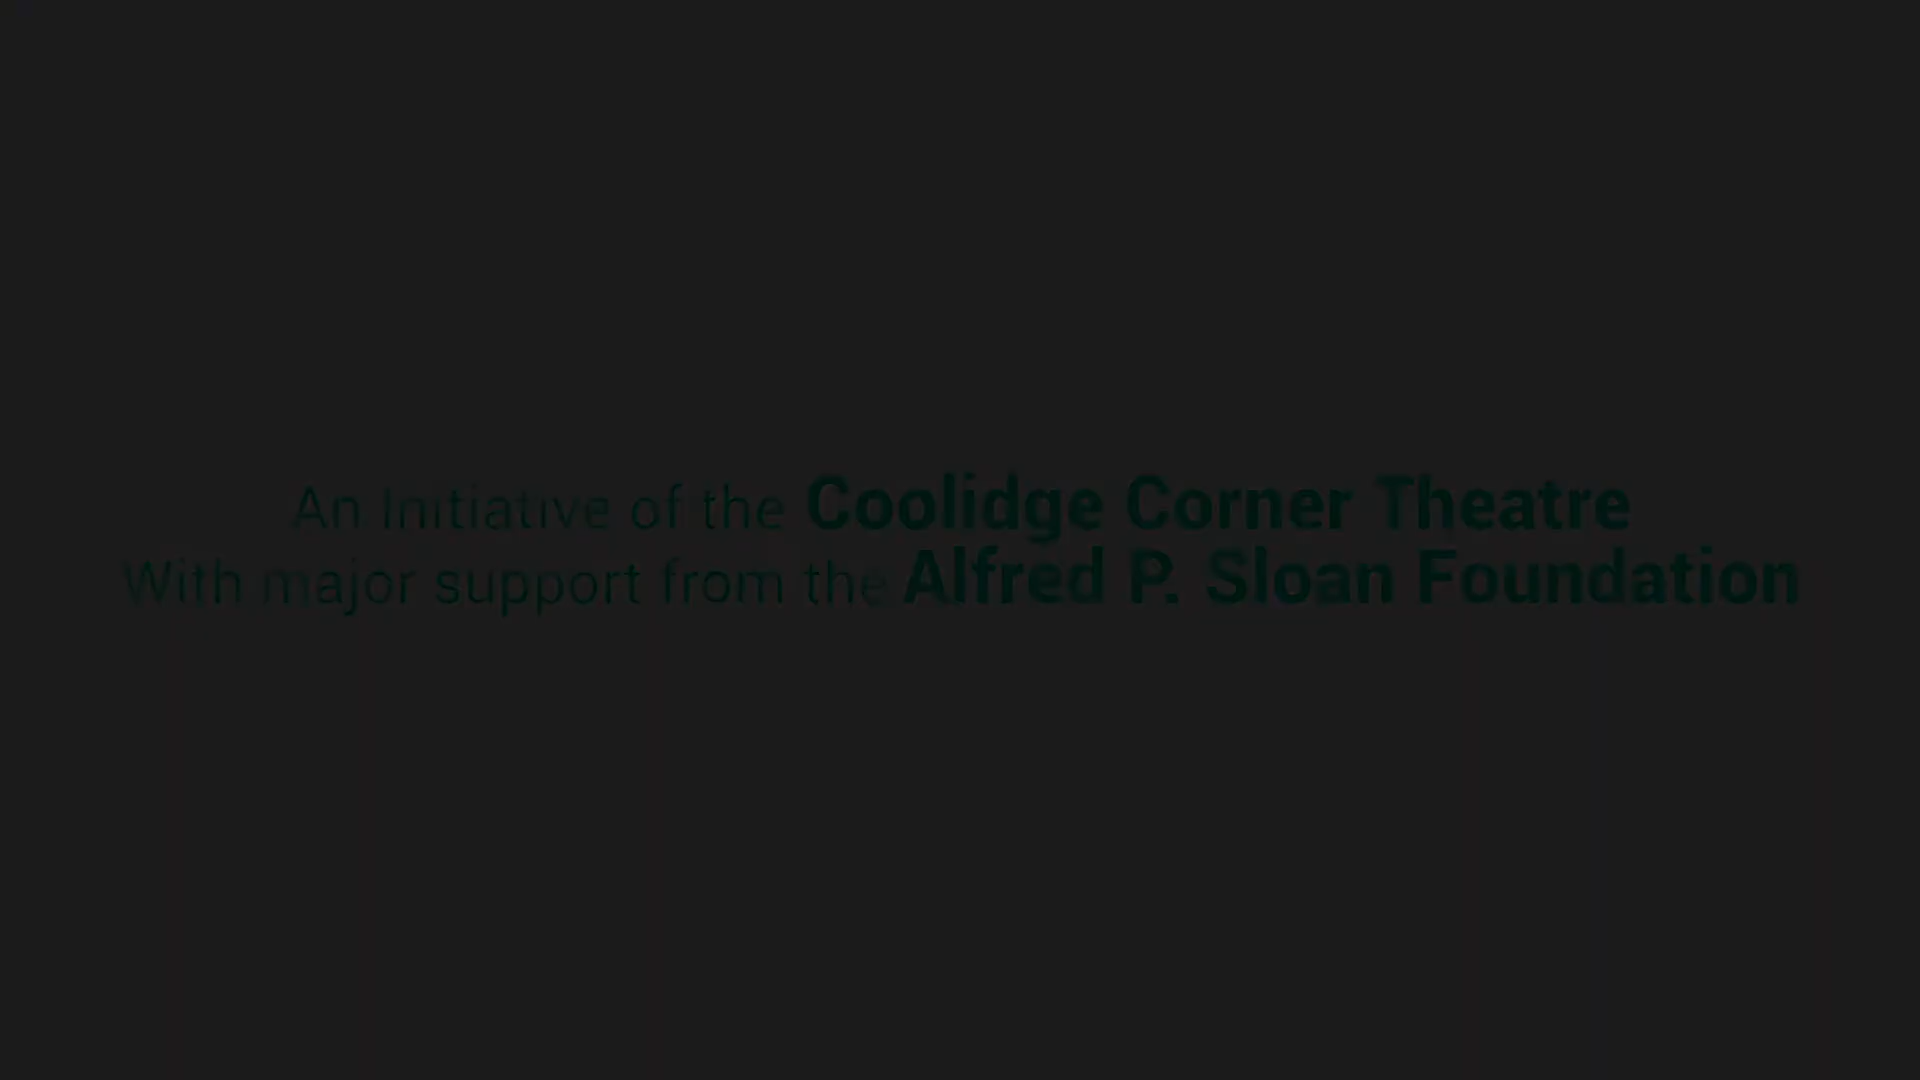 An Initiative of the Coolidge Corner Theatre
With major support from the Alfred P. Sloan Foundation